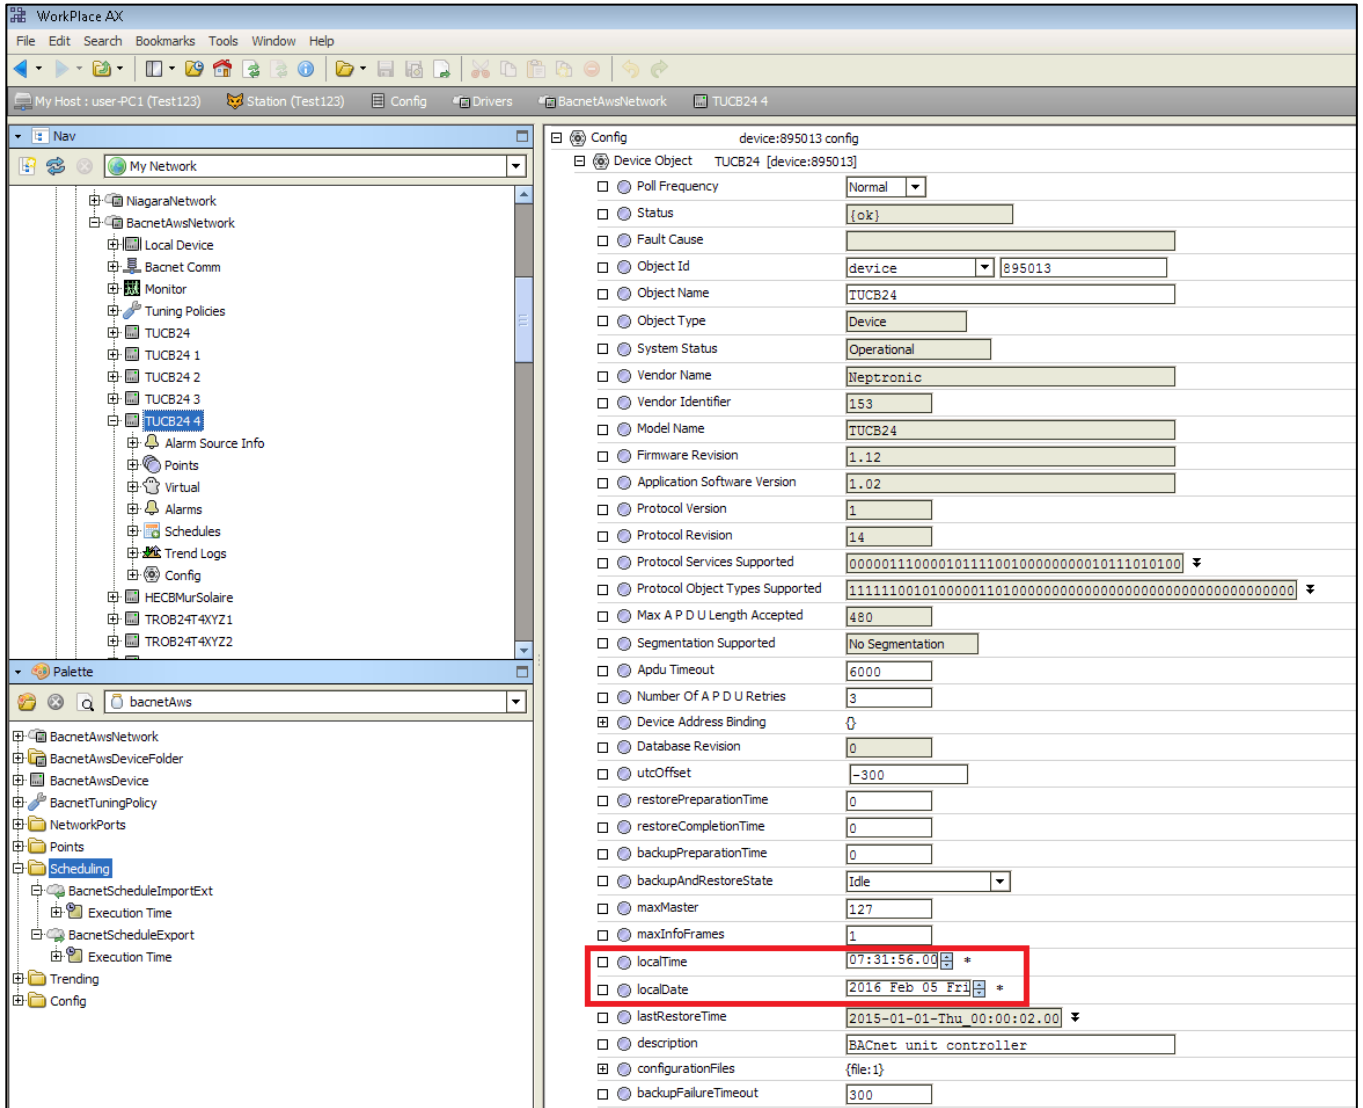 WorkPlace AX
File Edit Search Bookmarks Tools Window Help
My Host : user-PC1 (Test123) Station (Test123) Config Drivers BacnetAwsNetwork TUCB24 4
Nav
My Network
NiagaraNetwork
BacnetAwsNetwork
Local Device
Bacnet Comm
Monitor
Tuning Policies
TUCB24
TUCB24 1
TUCB24 2
TUCB24 3
TUCB24 4
Alarm Source Info
Points
Virtual
Alarms
Schedules
Trend Logs
Config
HECBMurSolaire
TROB24T4XYZ1
TROB24T4XYZ2
Palette
bacnetAws
BacnetAwsNetwork
BacnetAwsDeviceFolder
BacnetAwsDevice
BacnetTuningPolicy
NetworkPorts
Points
Scheduling
BacnetScheduleImportExt
Execution Time
BacnetScheduleExport
Execution Time
Trending
Config
Config device:895013 config
Device Object TUCB24 [device:895013]
Poll Frequency Normal
Status {ok}
Fault Cause
Object Id device 895013
Object Name TUCB24
Object Type Device
System Status Operational
Vendor Name Neptronic
Vendor Identifier 153
Model Name TUCB24
Firmware Revision 1.12
Application Software Version 1.02
Protocol Version 1
Protocol Revision 14
Protocol Services Supported
Protocol Object Types Supported
Max A P D U Length Accepted 480
Segmentation Supported No Segmentation
Apdu Timeout 6000
Number Of A P D U Retries 3
Device Address Binding {}
Database Revision 0
utcOffset -300
restorePreparationTime 0
restoreCompletionTime 0
backupPreparationTime 0
backupAndRestoreState Idle
maxMaster 127
maxInfoFrames 1
localTime 07:31:56.00 *
localDate 2016 Feb 05 Fri *
lastRestoreTime 2015-01-01-Thu_00:00:02.00
description BACnet unit controller
configurationFiles {file:1}
backupFailureTimeout 300